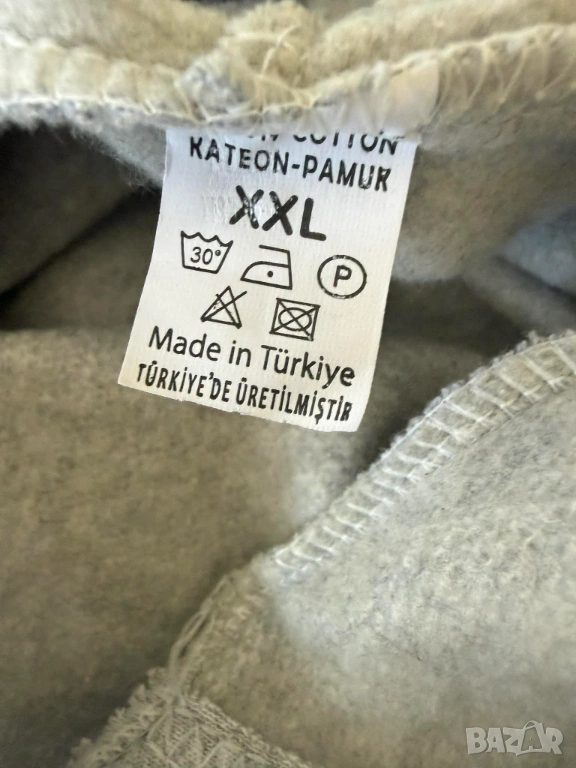 COTTON
KATEON-PAMUK
XXL
30°
P
Made in Türkiye
TÜRKİYE'DE ÜRETİLMİŞTİR
BAZAR